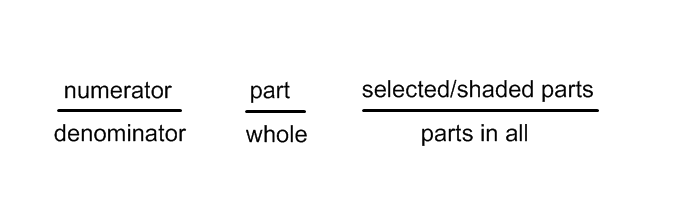 numerator part selected/shaded parts
denominator whole parts in all